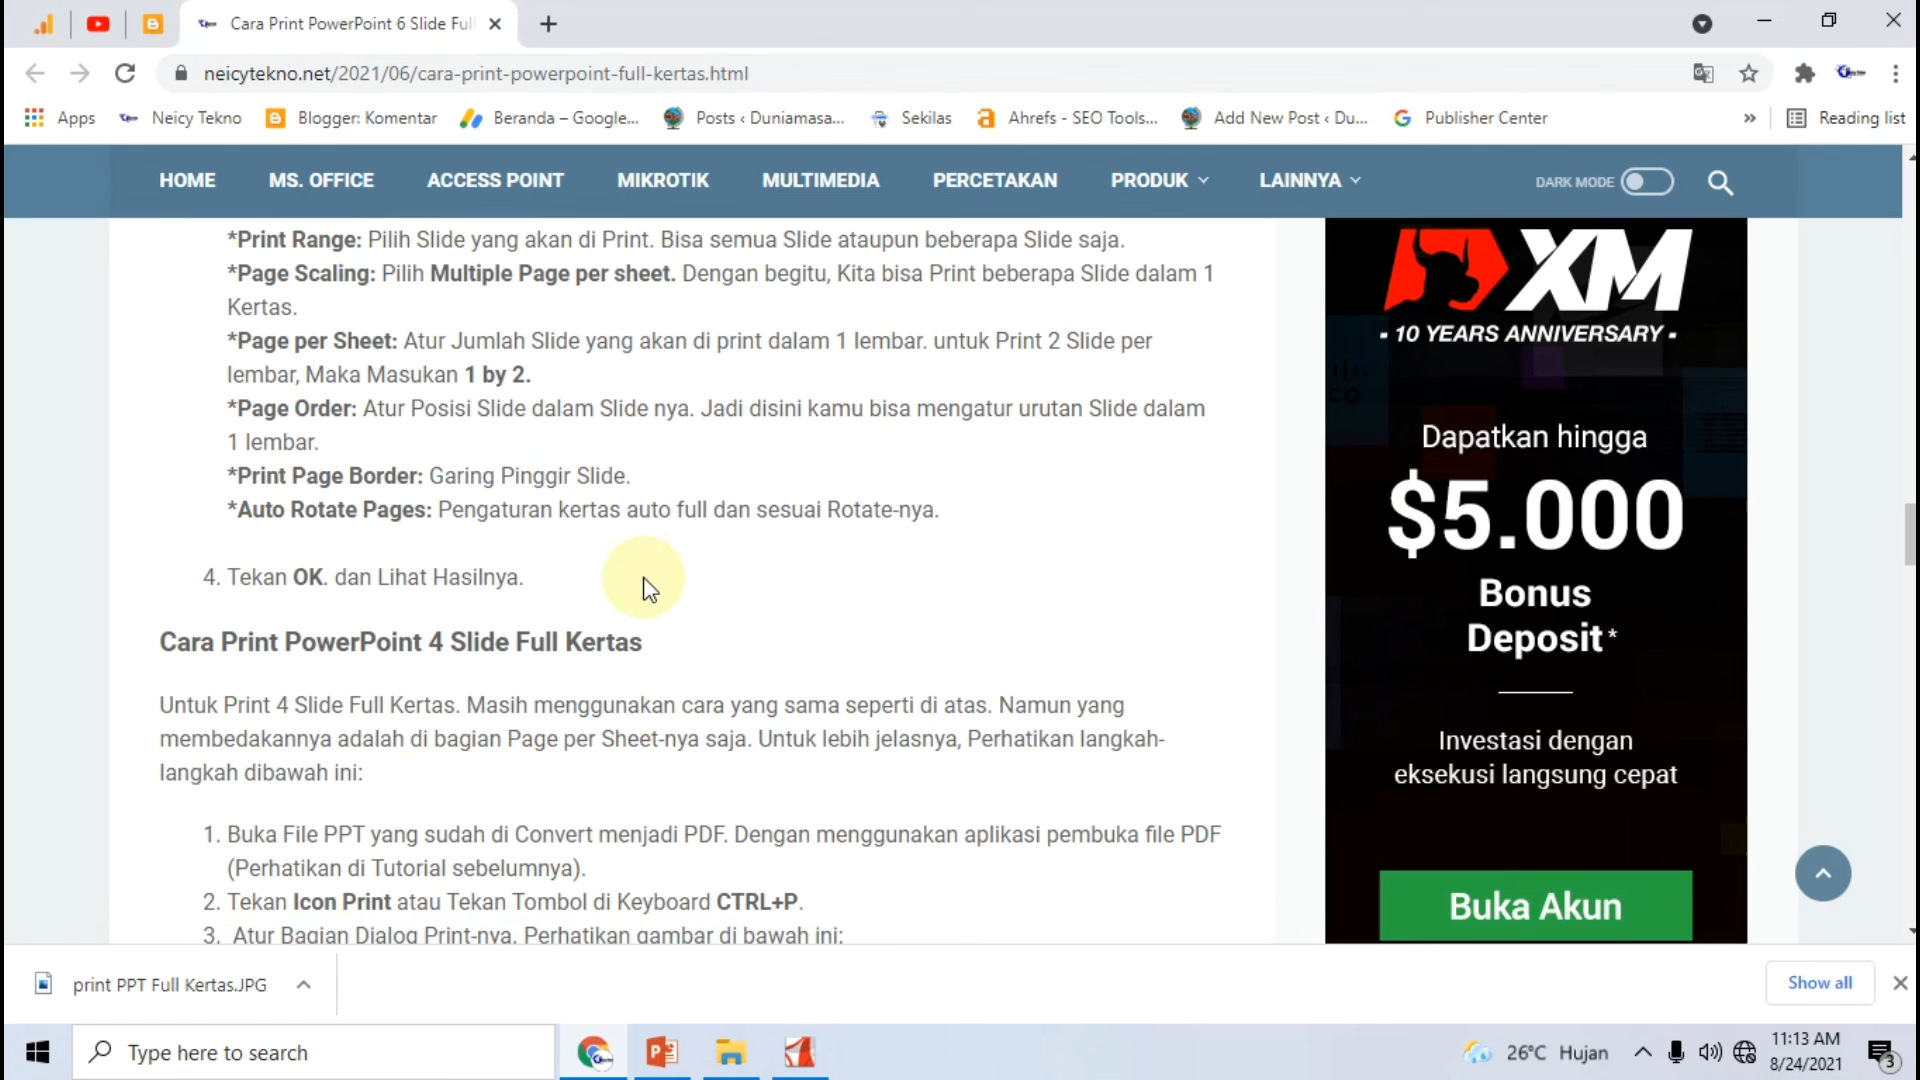 Cara Print PowerPoint 6 Slide Ful
neicytekno.net/2021/06/cara-print-powerpoint-full-kertas.html
Apps Neicy Tekno Blogger: Komentar Beranda – Google... Posts ‹ Duniamasa... Sekilas Ahrefs - SEO Tools... Add New Post ‹ Du... Publisher Center » Reading list
HOME MS. OFFICE ACCESS POINT MIKROTIK MULTIMEDIA PERCETAKAN PRODUK LAINNYA DARK MODE
*Print Range: Pilih Slide yang akan di Print. Bisa semua Slide ataupun beberapa Slide saja.
*Page Scaling: Pilih Multiple Page per sheet. Dengan begitu, Kita bisa Print beberapa Slide dalam 1
Kertas.
*Page per Sheet: Atur Jumlah Slide yang akan di print dalam 1 lembar. untuk Print 2 Slide per
lembar, Maka Masukan 1 by 2.
*Page Order: Atur Posisi Slide dalam Slide nya. Jadi disini kamu bisa mengatur urutan Slide dalam
1 lembar.
*Print Page Border: Garing Pinggir Slide.
*Auto Rotate Pages: Pengaturan kertas auto full dan sesuai Rotate-nya.
4. Tekan OK. dan Lihat Hasilnya.
Cara Print PowerPoint 4 Slide Full Kertas
Untuk Print 4 Slide Full Kertas. Masih menggunakan cara yang sama seperti di atas. Namun yang
membedakannya adalah di bagian Page per Sheet-nya saja. Untuk lebih jelasnya, Perhatikan langkah-
langkah dibawah ini:
1. Buka File PPT yang sudah di Convert menjadi PDF. Dengan menggunakan aplikasi pembuka file PDF
(Perhatikan di Tutorial sebelumnya).
2. Tekan Icon Print atau Tekan Tombol di Keyboard CTRL+P.
3. Atur Bagian Dialog Print-nya. Perhatikan gambar di bawah ini:
XM
- 10 YEARS ANNIVERSARY -
Dapatkan hingga
$5.000
Bonus
Deposit*
Investasi dengan
eksekusi langsung cepat
Buka Akun
print PPT Full Kertas.JPG
Show all
Type here to search
26°C Hujan
11:13 AM
8/24/2021
3